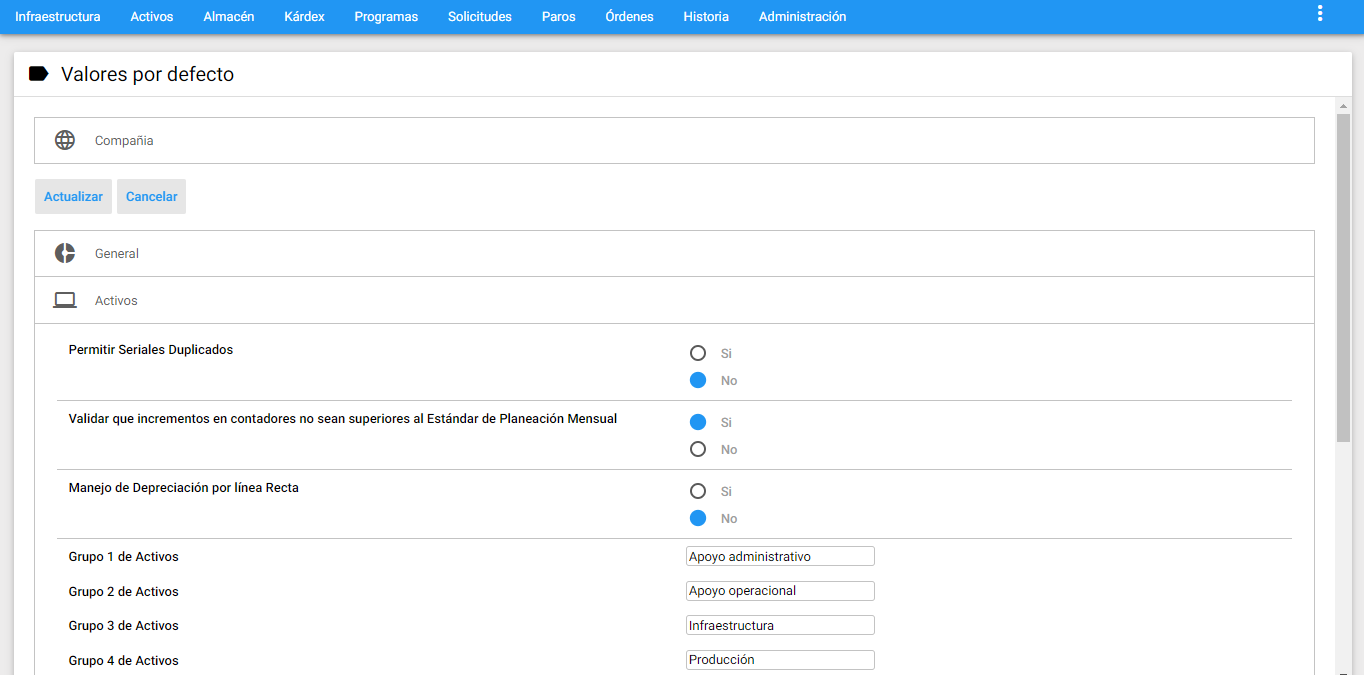 Infraestructura Activos Almacén Kárdex Programas Solicitudes Paros Órdenes Historia Administración
Valores por defecto
Compañia
Actualizar Cancelar
General
Activos
Permitir Seriales Duplicados
Si
No
Validar que incrementos en contadores no sean superiores al Estándar de Planeación Mensual
Si
No
Manejo de Depreciación por línea Recta
Si
No
Grupo 1 de Activos Apoyo administrativo
Grupo 2 de Activos Apoyo operacional
Grupo 3 de Activos Infraestructura
Grupo 4 de Activos Producción